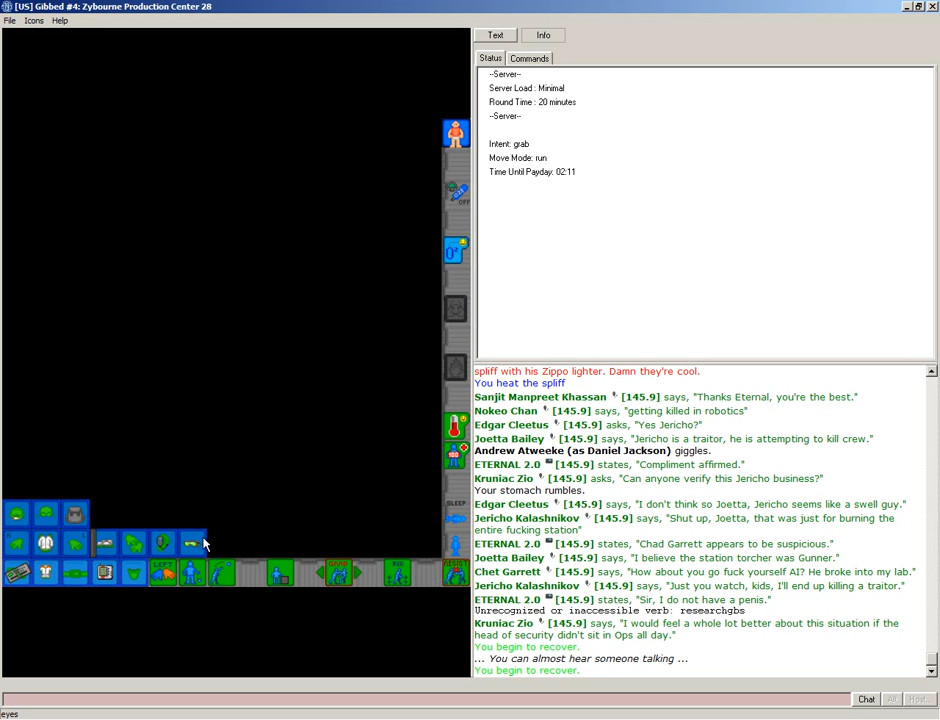 [US] Gibbed #4: Zybourne Production Center 28
File Icons Help
Text Info
Status Commands
--Server--
Server Load : Minimal
Round Time : 20 minutes
--Server--
Intent: grab
Move Mode: run
Time Until Payday: 02:11
OFF
SLEEP
LEFT
GRAB
spliff with his Zippo lighter. Damn they're cool.
You heat the spliff
Sanjit Manpreet Khassan [145.9] says, "Thanks Eternal, you're the best."
Nokeo Chan [145.9] says, "getting killed in robotics"
Edgar Cleetus [145.9] asks, "Yes Jericho?"
Joetta Bailey [145.9] says, "Jericho is a traitor, he is attempting to kill crew."
Andrew Atweeke (as Daniel Jackson) giggles.
ETERNAL 2.0 [145.9] states, "Compliment affirmed."
Kruniac Zio [145.9] asks, "Can anyone verify this Jericho business?"
Your stomach rumbles.
Edgar Cleetus [145.9] says, "I don't think so Joetta, Jericho seems like a swell guy."
Jericho Kalashnikov [145.9] says, "Shut up, Joetta, that was just for burning the
entire fucking station"
ETERNAL 2.0 [145.9] states, "Chad Garrett appears to be suspicious."
Joetta Bailey [145.9] says, "I believe the station torcher was Gunner."
Chet Garrett [145.9] says, "How about you go fuck yourself AI? He broke into my lab."
Jericho Kalashnikov [145.9] says, "Just you watch, kids, I'll end up killing a traitor."
ETERNAL 2.0 [145.9] states, "Sir, I do not have a penis."
Unrecognized or inaccessible verb: researchgbs
Kruniac Zio [145.9] says, "I would feel a whole lot better about this situation if the
head of security didn't sit in Ops all day."
You begin to recover.
... You can almost hear someone talking ...
You begin to recover.
Chat All Host...
eyes